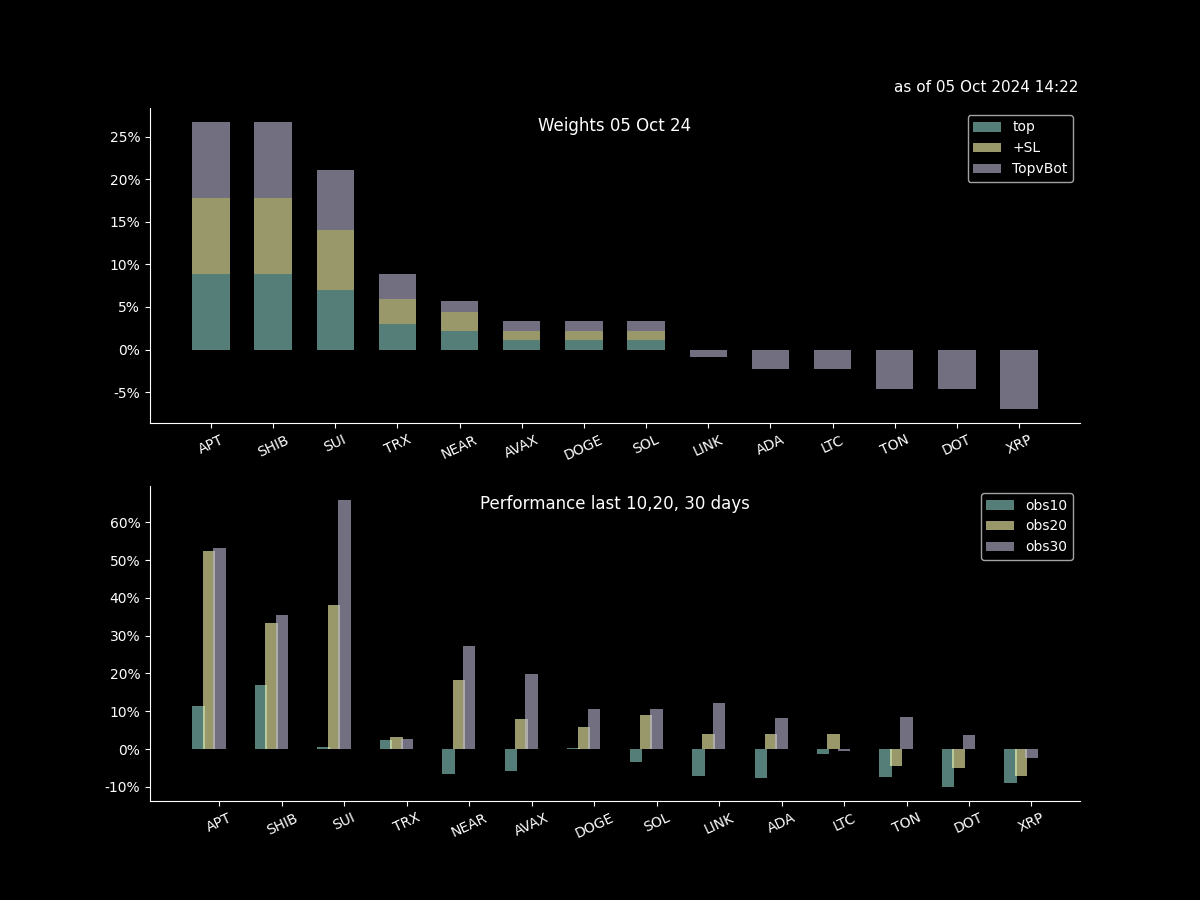 as of 05 Oct 2024 14:22
Weights 05 Oct 24
top
+SL
TopvBot
25%
20%
15%
10%
5%
0%
-5%
APT SHIB SUI TRX NEAR AVAX DOGE SOL LINK ADA LTC TON DOT XRP
Performance last 10,20, 30 days
obs10
obs20
obs30
60%
50%
40%
30%
20%
10%
0%
-10%
APT SHIB SUI TRX NEAR AVAX DOGE SOL LINK ADA LTC TON DOT XRP